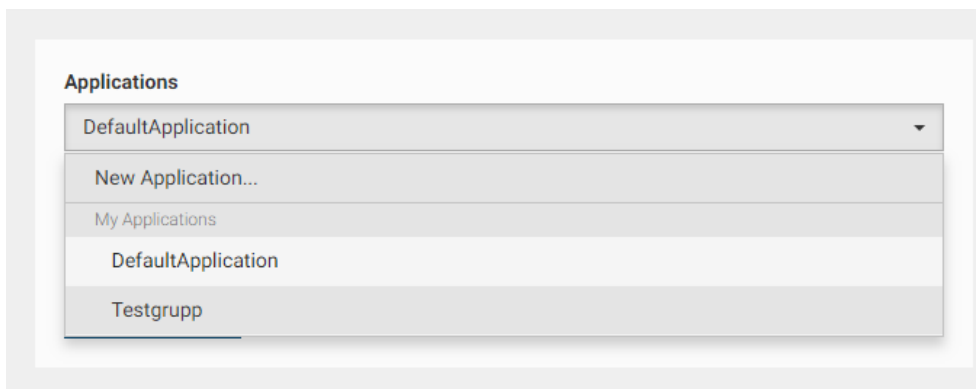 Applications
DefaultApplication
New Application...
My Applications
DefaultApplication
Testgrupp